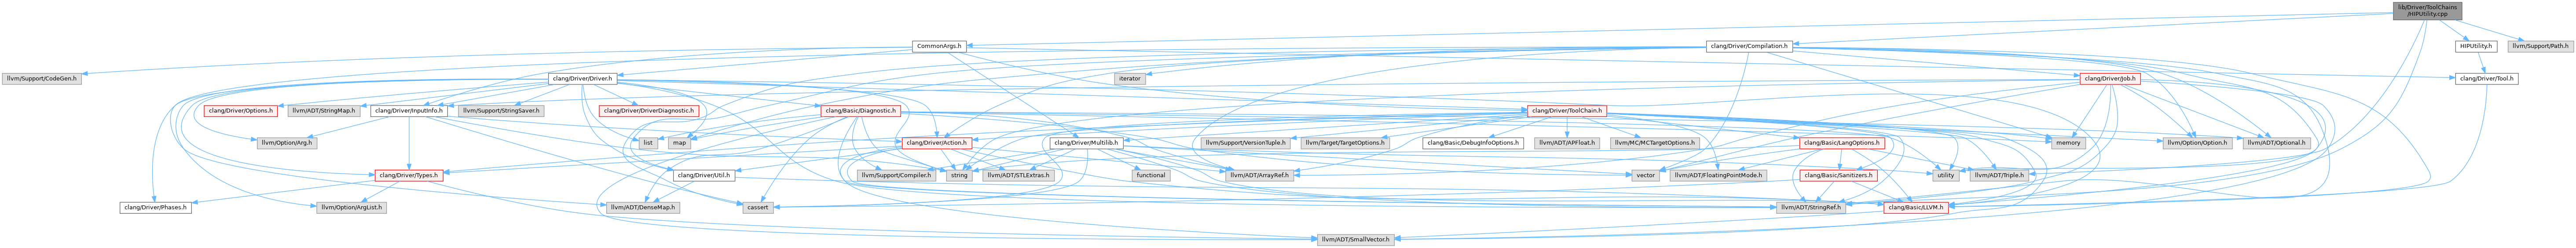 lib/Driver/ToolChains
/HIPUtility.cpp
CommonArgs.h
clang/Driver/Compilation.h
HIPUtility.h
llvm/Support/Path.h
llvm/Support/CodeGen.h
clang/Driver/Driver.h
iterator
clang/Driver/Job.h
clang/Driver/Tool.h
clang/Driver/Options.h
llvm/ADT/StringMap.h
clang/Driver/InputInfo.h
llvm/Support/StringSaver.h
clang/Driver/DriverDiagnostic.h
clang/Basic/Diagnostic.h
clang/Driver/ToolChain.h
llvm/Option/Arg.h
list
map
clang/Driver/Action.h
clang/Driver/Multilib.h
llvm/Support/VersionTuple.h
llvm/Target/TargetOptions.h
clang/Basic/DebugInfoOptions.h
llvm/ADT/APFloat.h
llvm/MC/MCTargetOptions.h
clang/Basic/LangOptions.h
memory
llvm/Option/Option.h
llvm/ADT/Optional.h
clang/Driver/Types.h
clang/Driver/Util.h
llvm/Support/Compiler.h
string
llvm/ADT/STLExtras.h
functional
llvm/ADT/ArrayRef.h
vector
llvm/ADT/FloatingPointMode.h
clang/Basic/Sanitizers.h
utility
llvm/ADT/Triple.h
clang/Driver/Phases.h
llvm/Option/ArgList.h
llvm/ADT/DenseMap.h
cassert
llvm/ADT/StringRef.h
clang/Basic/LLVM.h
llvm/ADT/SmallVector.h